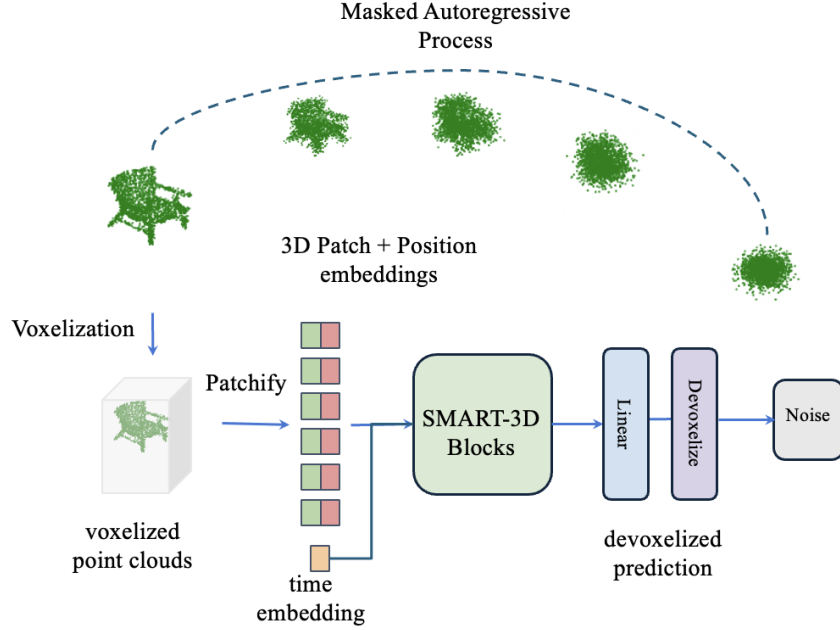 Masked Autoregressive
Process
3D Patch + Position
embeddings
Voxelization
Patchify
SMART-3D
Blocks
Linear
Devoxelize
Noise
voxelized
point clouds
time
embedding
devoxelized
prediction